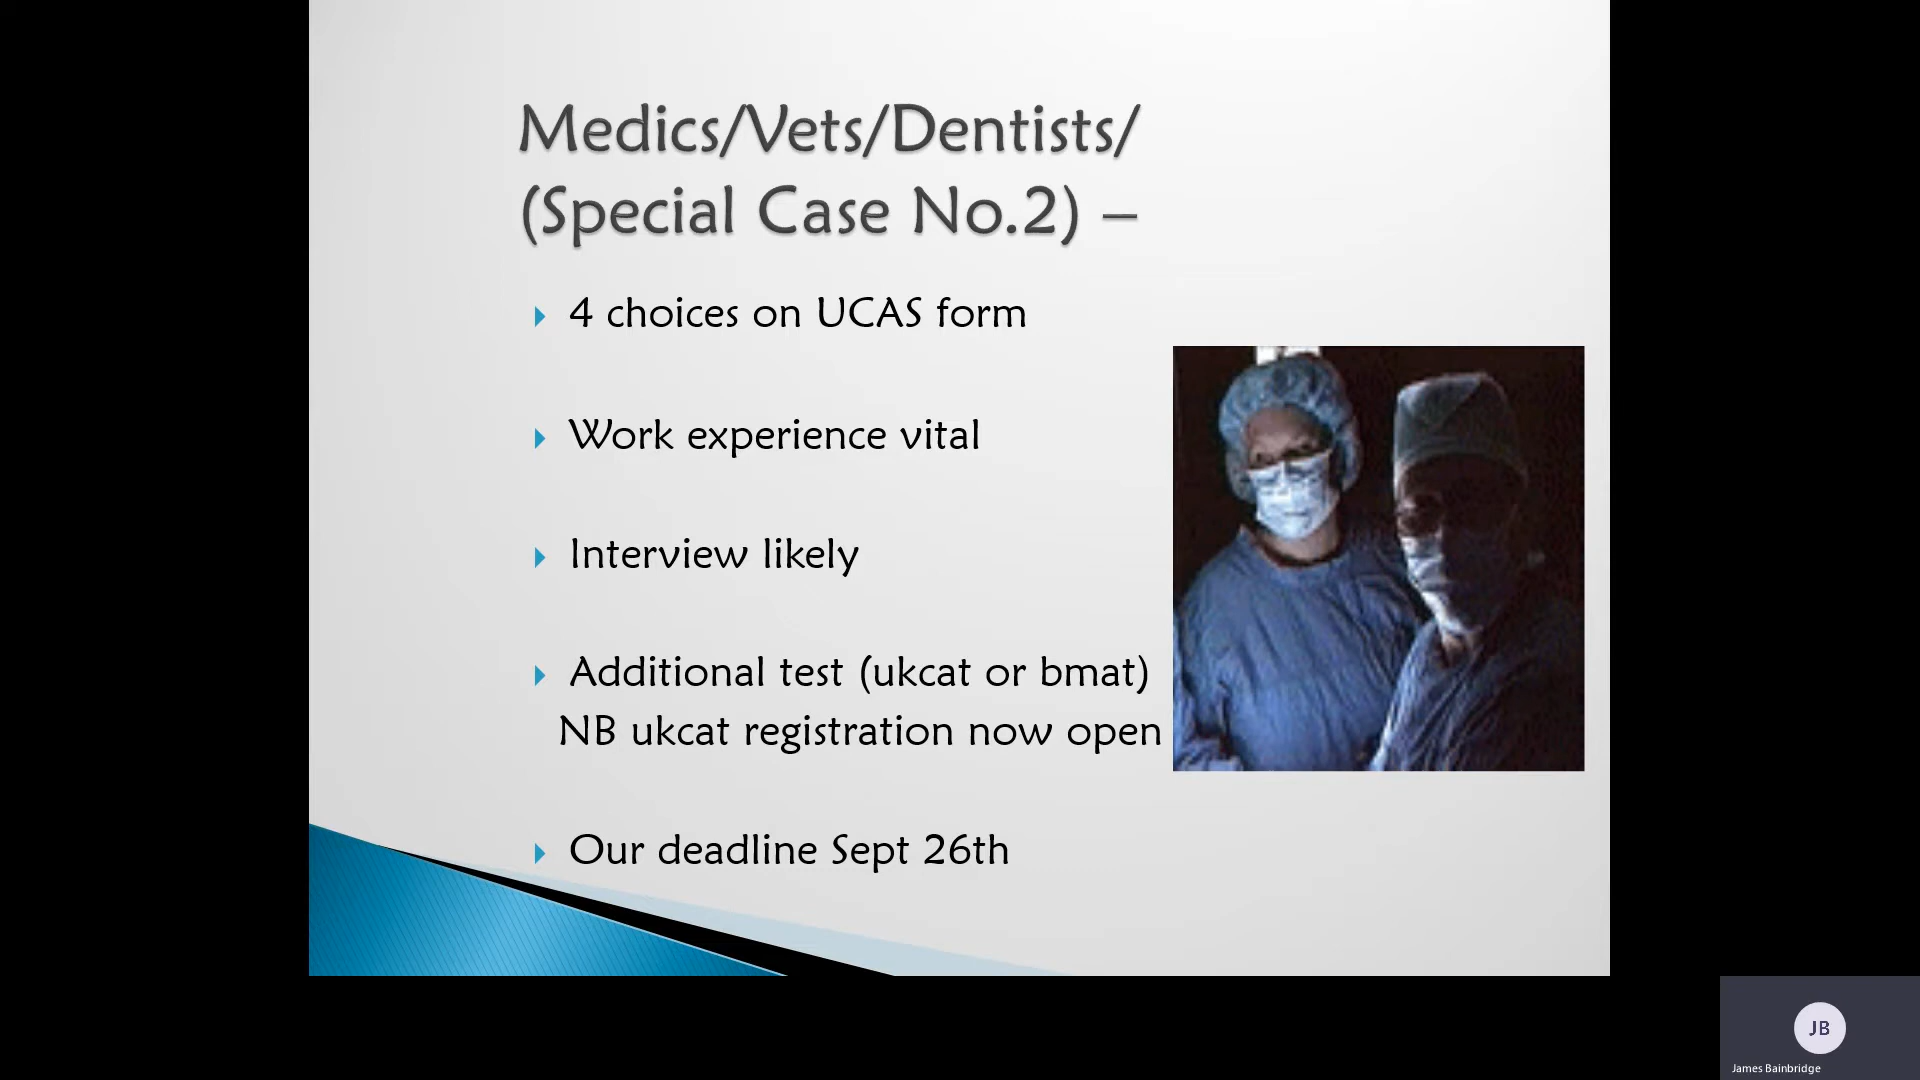 Medics/Vets/Dentists/
(Special Case No.2) –
4 choices on UCAS form
Work experience vital
Interview likely
Additional test (ukcat or bmat)
NB ukcat registration now open
Our deadline Sept 26th
JB
James Bainbridge